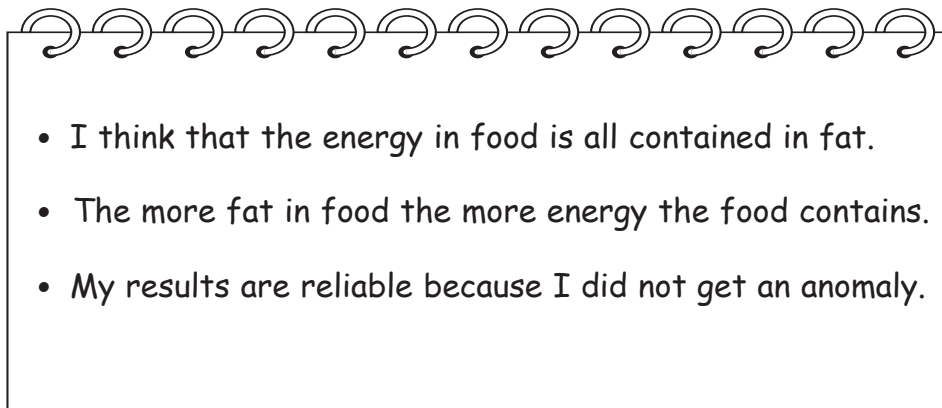 • I think that the energy in food is all contained in fat.
• The more fat in food the more energy the food contains.
• My results are reliable because I did not get an anomaly.